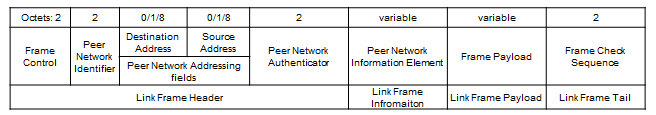 Octets: 2 2 0/1/8 0/1/8 2 variable variable 2
Frame Control
Peer Network Identifier
Destination Address
Source Address
Peer Network Addressing fields
Peer Network Authenticator
Peer Network Information Element
Frame Payload
Frame Check Sequence
Link Frame Header
Link Frame Infromaiton
Link Frame Payload
Link Frame Tail